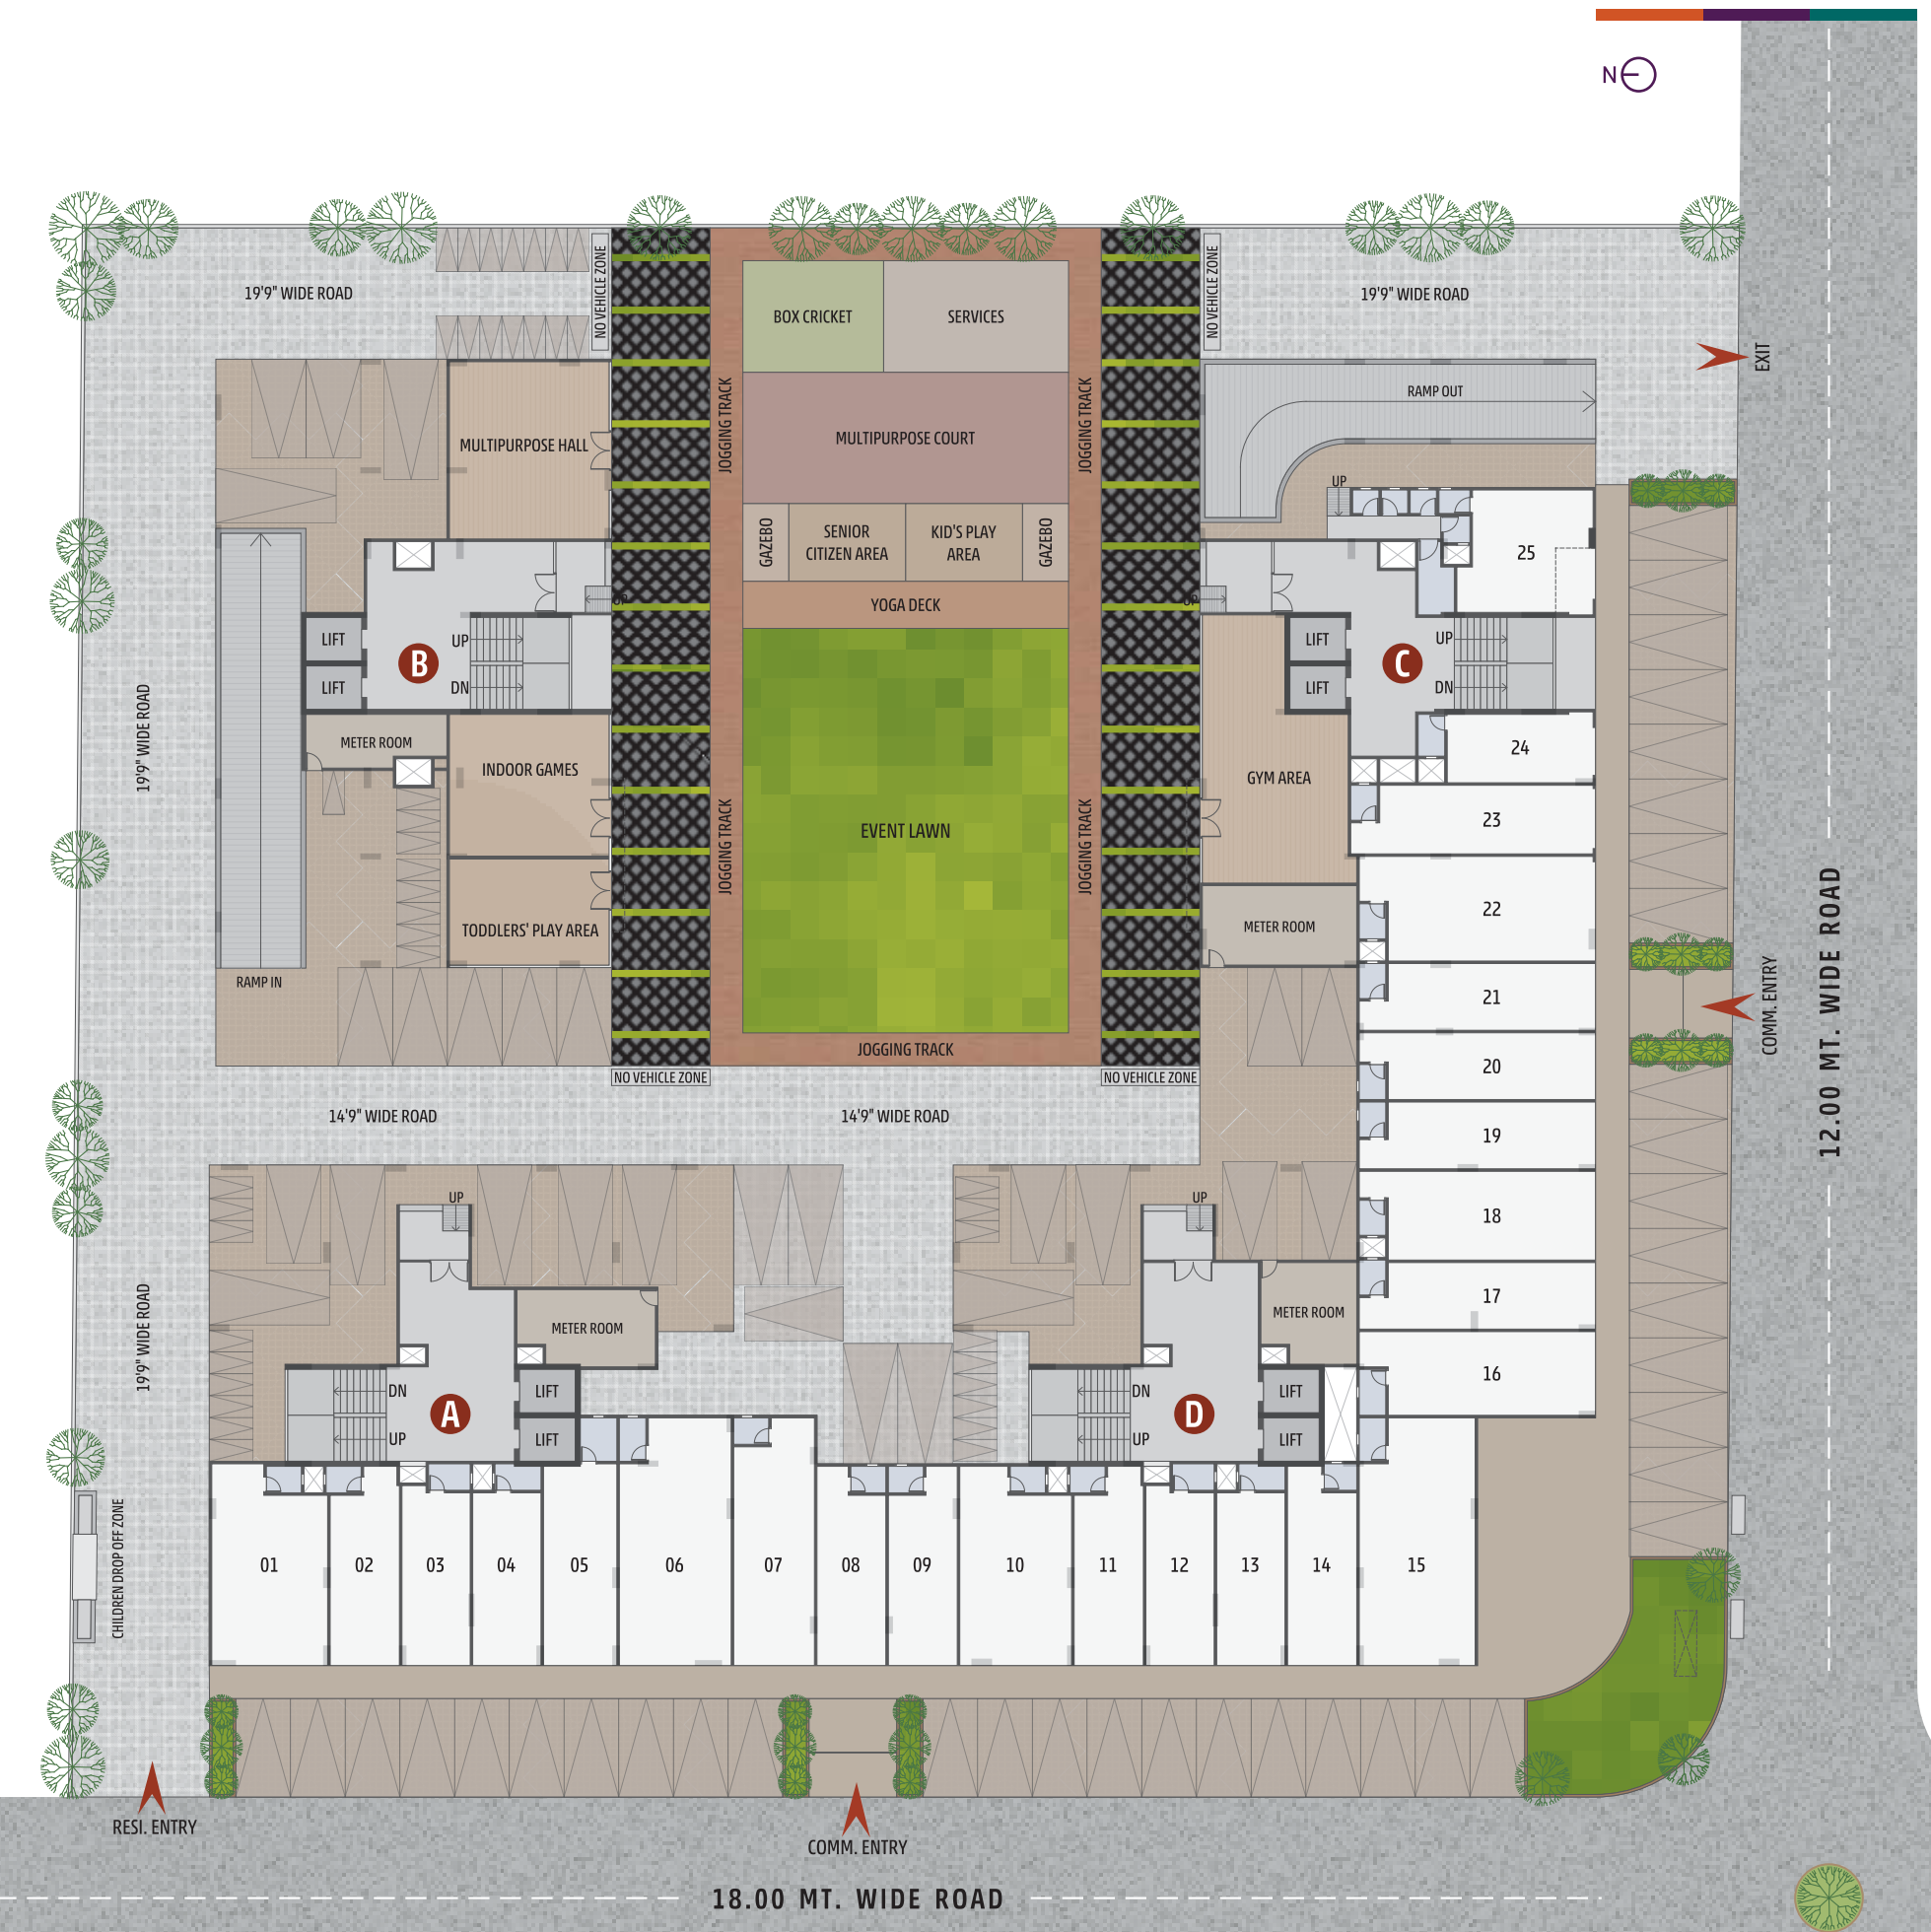 N
NO VEHICLE ZONE
NO VEHICLE ZONE
19'9" WIDE ROAD
19'9" WIDE ROAD
BOX CRICKET
SERVICES
EXIT
RAMP OUT
JOGGING TRACK
JOGGING TRACK
MULTIPURPOSE HALL
MULTIPURPOSE COURT
UP
GAZEBO
SENIOR
CITIZEN AREA
KID'S PLAY
AREA
GAZEBO
25
UP
YOGA DECK
UP
LIFT
UP
LIFT
UP
B
C
LIFT
DN
LIFT
DN
19'9" WIDE ROAD
METER ROOM
24
INDOOR GAMES
GYM AREA
23
EVENT LAWN
JOGGING TRACK
JOGGING TRACK
22
METER ROOM
TODDLERS' PLAY AREA
RAMP IN
21
COMM. ENTRY
12.00 MT. WIDE ROAD
JOGGING TRACK
20
NO VEHICLE ZONE
NO VEHICLE ZONE
14'9" WIDE ROAD
14'9" WIDE ROAD
19
UP
UP
18
17
METER ROOM
METER ROOM
19'9" WIDE ROAD
16
DN
LIFT
DN
LIFT
A
D
UP
LIFT
UP
LIFT
CHILDREN DROP OFF ZONE
01
02
03
04
05
06
07
08
09
10
11
12
13
14
15
RESI. ENTRY
COMM. ENTRY
18.00 MT. WIDE ROAD